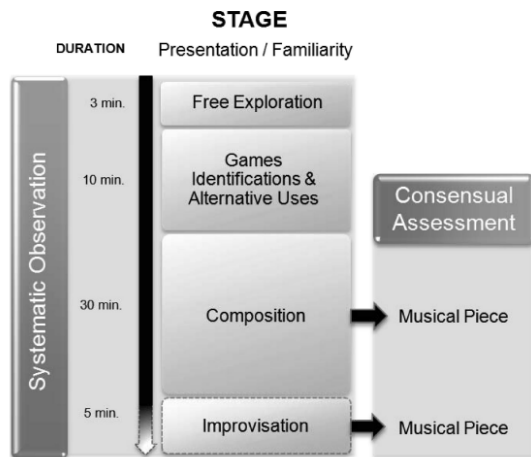 STAGE
DURATION
Presentation / Familiarity
Systematic Observation
3 min.
Free Exploration
10 min.
Games
Identifications &
Alternative Uses
Consensual
Assessment
30 min.
Composition
Musical Piece
5 min.
Improvisation
Musical Piece